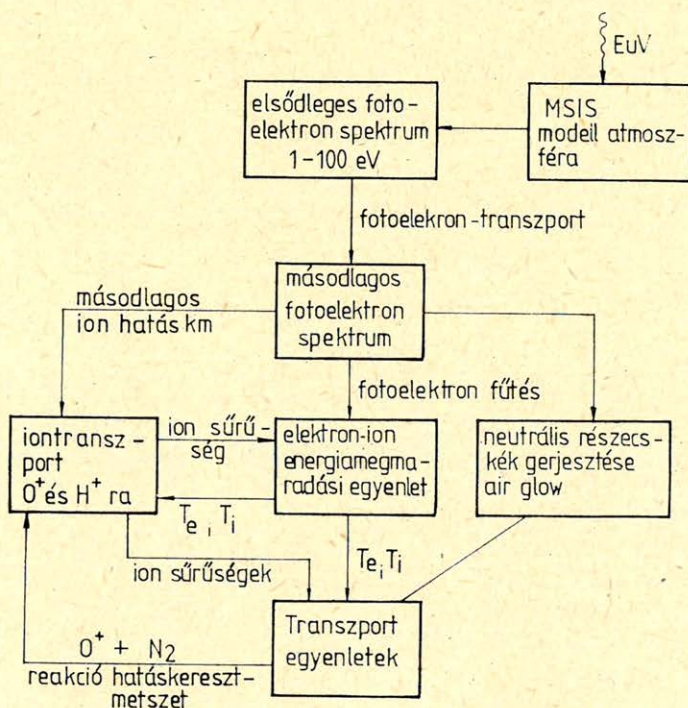 EuV
elsődleges foto-
elektron spektrum
1-100 eV
MSIS
modell atmosz-
féra
fotoelekron-transzport
másodlagos
fotoelektron
spektrum
másodlagos
ion hatás km
fotoelektron fűtés
iontransz-
port
O⁺ és H⁺ ra
ion sűrű-
ség
elektron-ion
energiamegma-
radási egyenlet
neutrális részecs-
kék gerjesztése
air glow
Te, Ti
ion sűrűségek
Te, Ti
Transzport
egyenletek
O⁺ + N₂
reakció hatáskereszt-
metszet